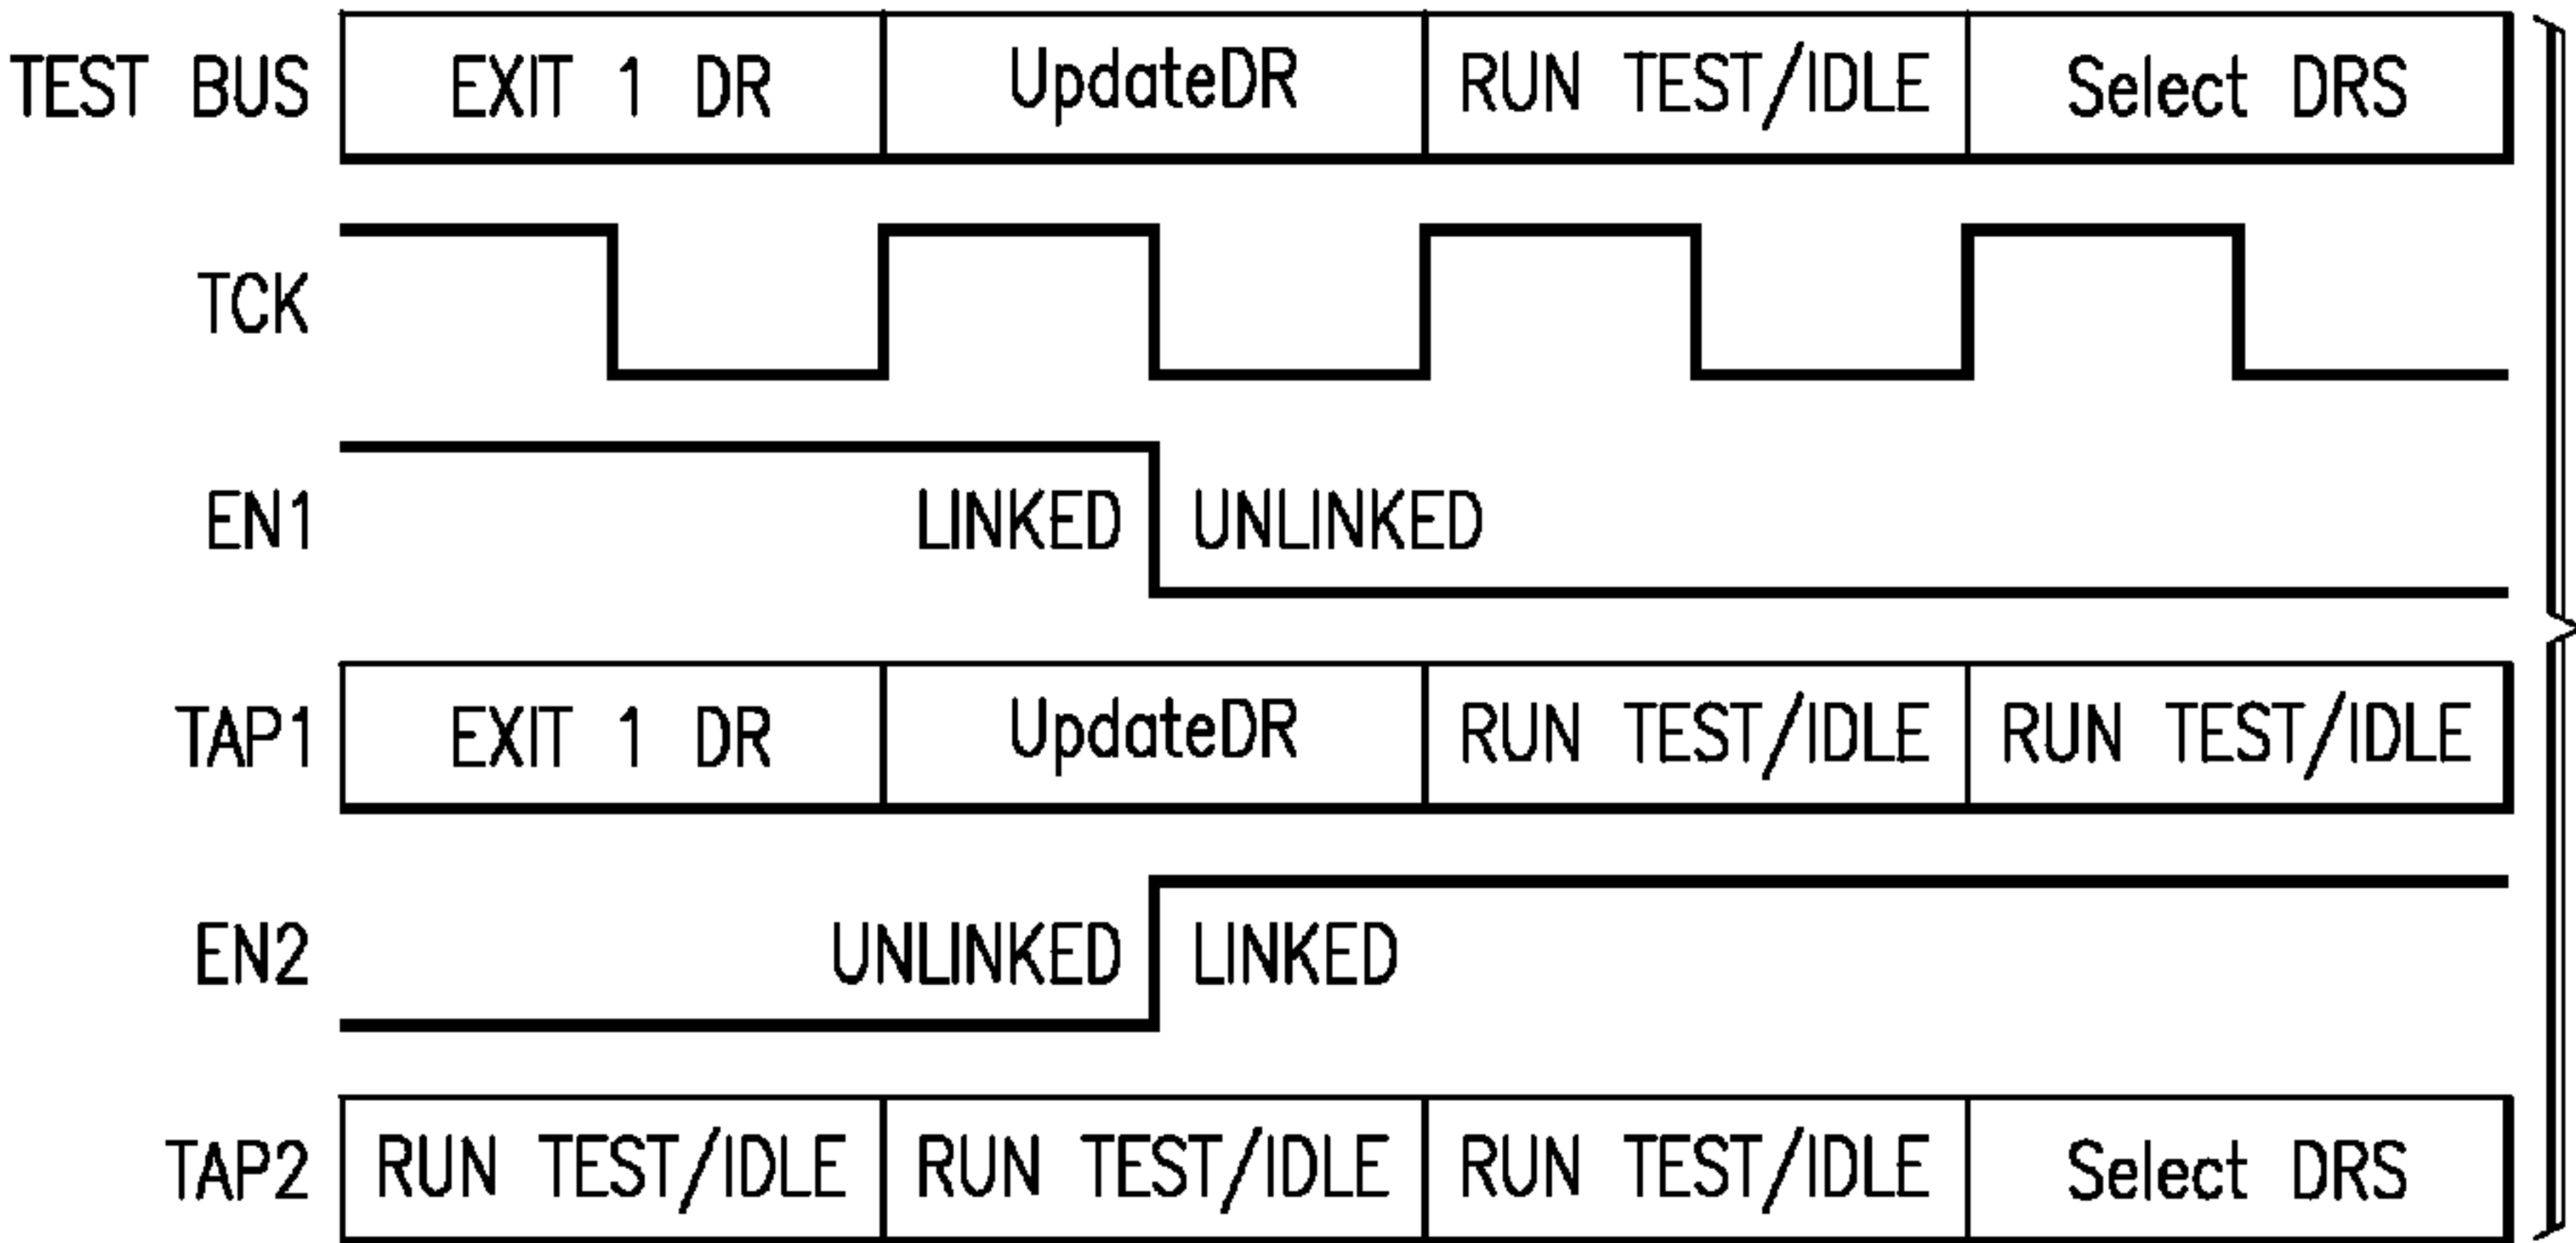 TEST BUS EXIT 1 DR UpdateDR RUN TEST/IDLE Select DRS
TCK
EN1 LINKED UNLINKED
TAP1 EXIT 1 DR UpdateDR RUN TEST/IDLE RUN TEST/IDLE
EN2 UNLINKED LINKED
TAP2 RUN TEST/IDLE RUN TEST/IDLE RUN TEST/IDLE Select DRS